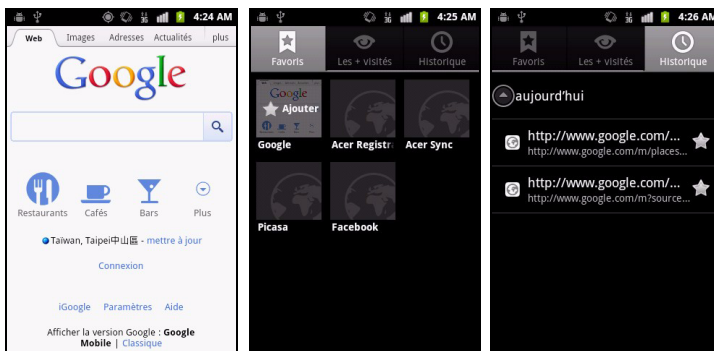 3G
4:24 AM
Web Images Adresses Actualités plus
Google
Restaurants Cafés Bars Plus
Taïwan, Taipei中山區 - mettre à jour
Connexion
iGoogle Paramètres Aide
Afficher la version Google : Google
Mobile | Classique
3G
4:25 AM
Favoris Les + visités Historique
Google
Ajouter
Google Acer Registr Acer Sync
Picasa Facebook
3G
4:26 AM
Favoris Les + visités Historique
aujourd'hui
http://www.google.com/...
http://www.google.com/m/places...
http://www.google.com/...
http://www.google.com/m?source...